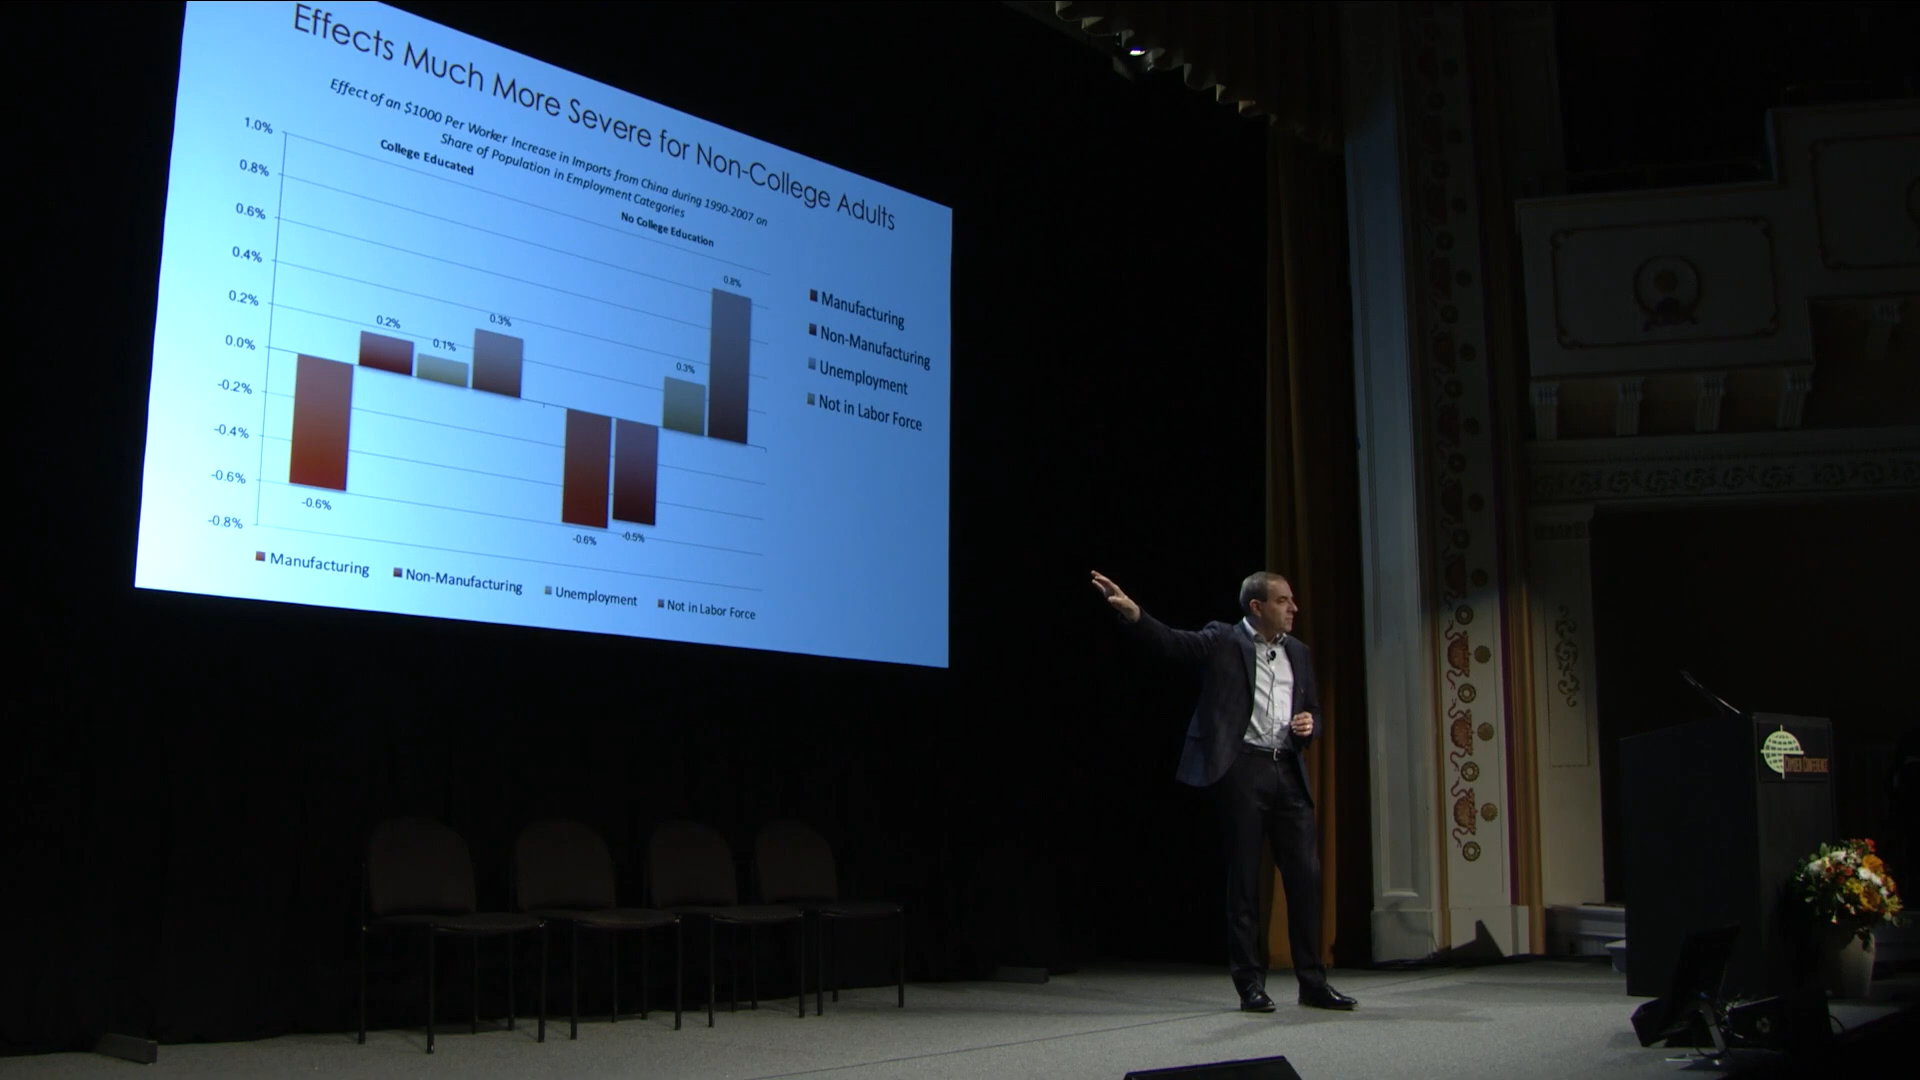 Effects Much More Severe for Non-College Adults
Effect of an $1000 Per Worker Increase in Imports from China during 1990-2007 on
Share of Population in Employment Categories
College Educated
No College Education
1.0%
0.8%
0.6%
0.4%
0.2%
0.0%
-0.2%
-0.4%
-0.6%
-0.8%
-0.6%
0.2%
0.1%
0.3%
-0.6%
-0.5%
0.3%
0.8%
Manufacturing
Non-Manufacturing
Unemployment
Not in Labor Force
Manufacturing Non-Manufacturing Unemployment Not in Labor Force
CAMDEN CONFERENCE